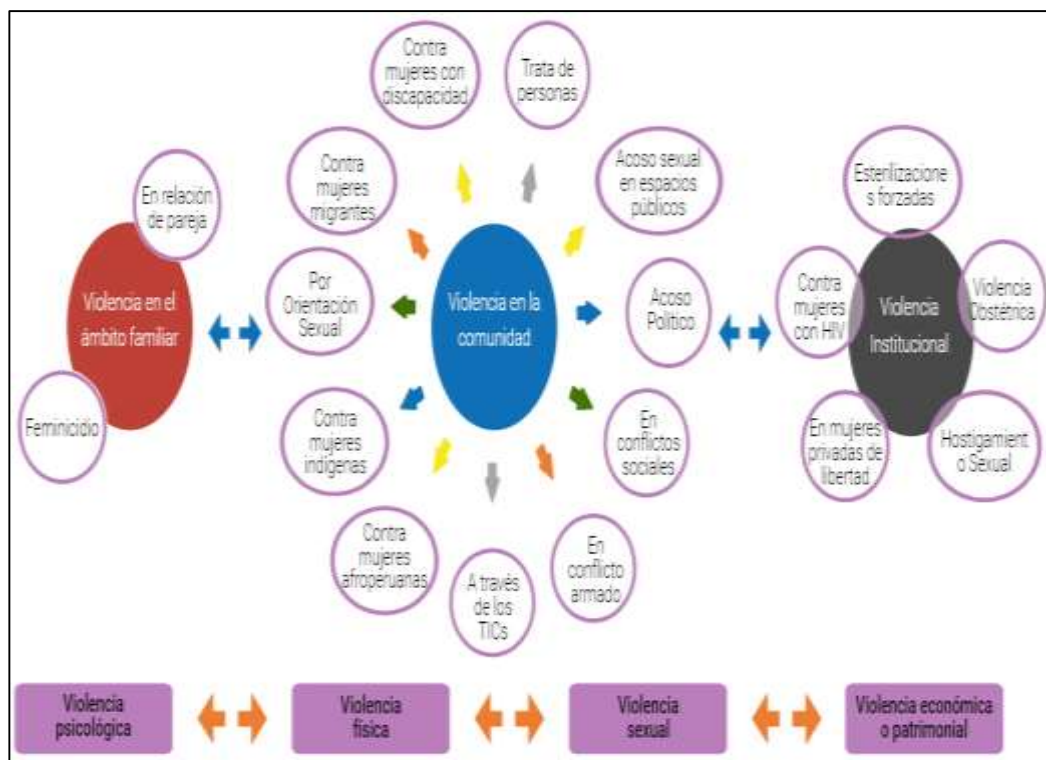 Contra
mujeres con
discapacidad
Trata de
personas
Contra
mujeres
migrantes
Acoso sexual
en espacios
públicos
En relación
de pareja
Esterilizacione
s forzadas
Violencia en el
ámbito familiar
Por
Orientación
Sexual
Violencia en la
comunidad
Acoso
Político
Contra
mujeres
con HIV
Violencia
Institucional
Violencia
Obstétrica
Feminicidio
Contra
mujeres
indígenas
En
conflictos
sociales
En mujeres
privadas de
libertad
Hostigamient
o Sexual
Contra
mujeres
afroperuanas
A través
de los
TICs
En
conflicto
armado
Violencia
psicológica
Violencia
física
Violencia
sexual
Violencia económica
o patrimonial